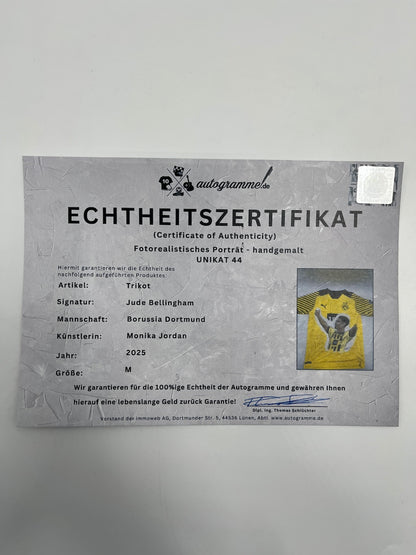 autogramme.de
ECHTHEITSZERTIFIKAT
(Certificate of Authenticity)
Fotorealistisches Porträt - handgemalt
UNIKAT 44
Hiermit garantieren wir die Echtheit des
nachfolgend aufgeführten Produktes.
Artikel: Trikot
Signatur: Jude Bellingham
Mannschaft: Borussia Dortmund
Künstlerin: Monika Jordan
Jahr: 2025
Größe: M
Wir garantieren für die 100%ige Echtheit der Autogramme und gewähren Ihnen
hierauf eine lebenslange Geld zurück Garantie!
Dipl. Ing. Thomas Schlüchter
Vorstand der immoweb AG, Dortmunder Str. 5, 44536 Lünen, Abtl. www.autogramme.de